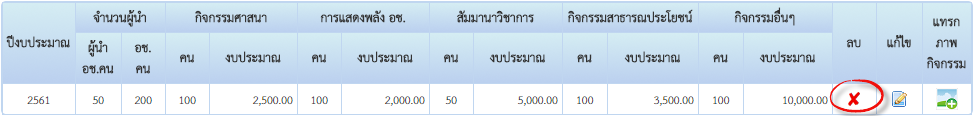 ปีงบประมาณ จำนวนผู้นำ กิจกรรมศาสนา การแสดงพลัง อช. สัมมานาวิชาการ กิจกรรมสาธารณประโยชน์ กิจกรรมอื่นๆ ลบ แก้ไข แทรกภาพกิจกรรม
ผู้นำ อช.คน อช. คน คน งบประมาณ คน งบประมาณ คน งบประมาณ คน งบประมาณ คน งบประมาณ
2561 50 200 100 2,500.00 100 2,000.00 50 5,000.00 100 3,500.00 100 10,000.00